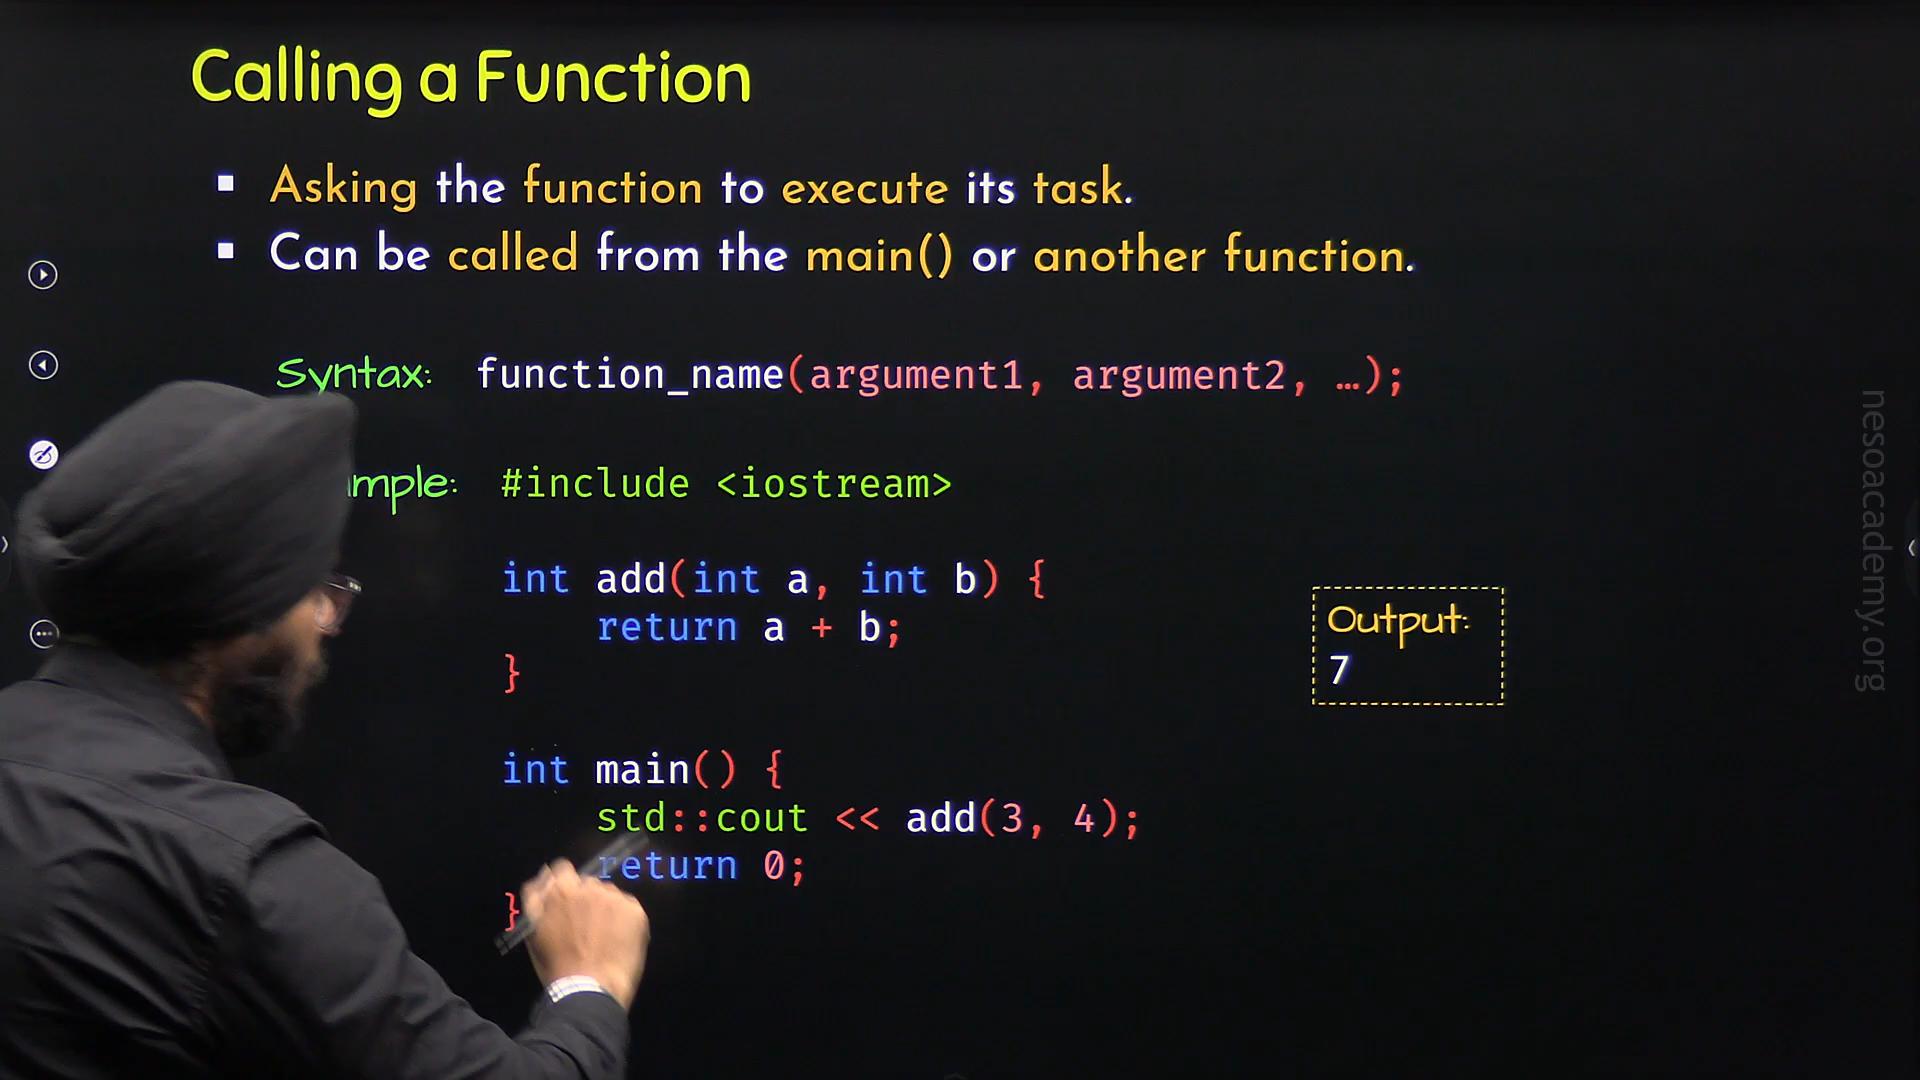 Calling a Function
▪ Asking the function to execute its task.
▪ Can be called from the main() or another function.
Syntax: function_name(argument1, argument2, …);
mple: #include <iostream>
int add(int a, int b) {
return a + b;
}
int main() {
std::cout << add(3, 4);
return 0;
}
Output:
7
nesoacademy.org